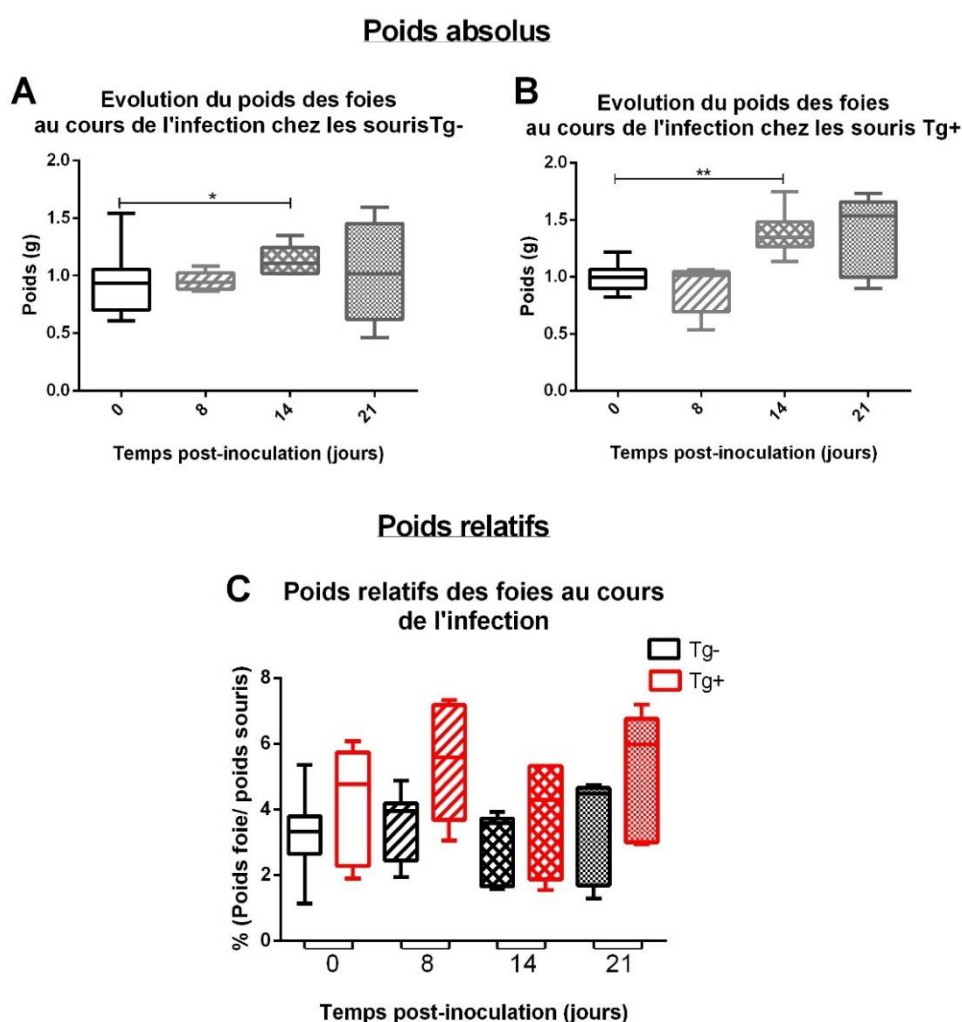 Poids absolus
A
Evolution du poids des foies
au cours de l'infection chez les sourisTg-
Poids (g)
2.0
1.5
1.0
0.5
0.0
*
0
8
14
21
Temps post-inoculation (jours)
B
Evolution du poids des foies
au cours de l'infection chez les souris Tg+
Poids (g)
2.0
1.5
1.0
0.5
0.0
**
0
8
14
21
Temps post-inoculation (jours)
Poids relatifs
C
Poids relatifs des foies au cours
de l'infection
Tg-
Tg+
% (Poids foie/ poids souris)
8
6
4
2
0
0
8
14
21
Temps post-inoculation (jours)